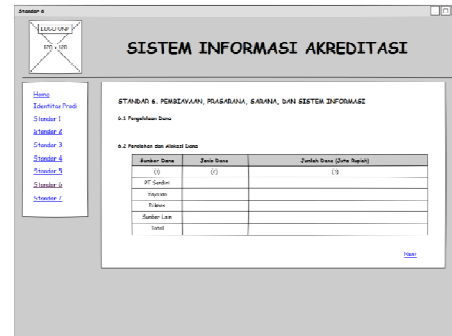 Standar 6
LOGO UNP
120 x 120
SISTEM INFORMASI AKREDITASI
Home
Identitas Prodi
Standar 1
Standar 2
Standar 3
Standar 4
Standar 5
Standar 6
Standar 7
STANDAR 6. PEMBIAYAAN, PRASARANA, SARANA, DAN SISTEM INFORMASI
6.1 Pengelolaan Dana
6.2 Perolehan dan Alokasi Dana
Sumber Dana Jenis Dana Jumlah Dana (Juta Rupiah)
(1) (2) (3)
PT Sendiri
Yayasan
Diknas
Sumber Lain
Total
Next